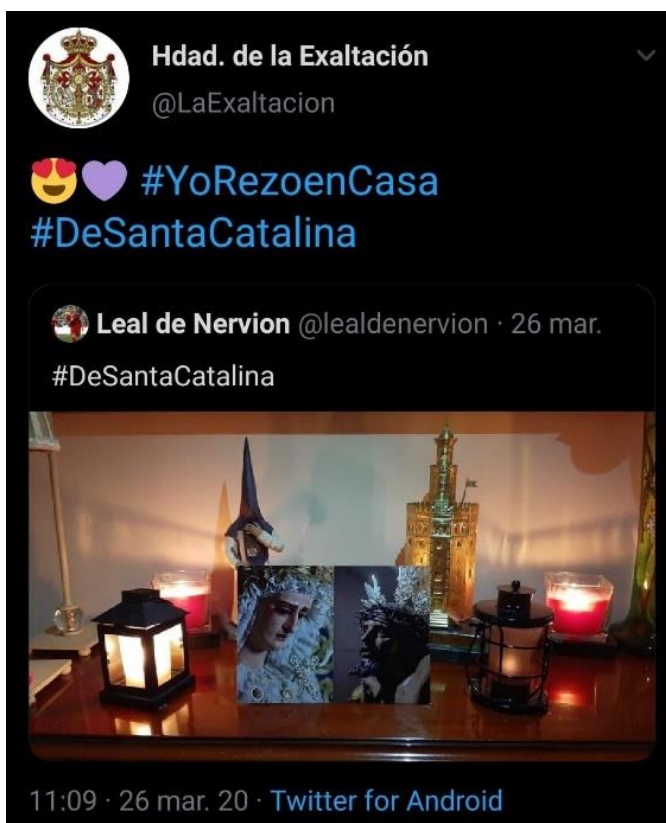 Hdad. de la Exaltación
@LaExaltacion
😍💜 #YoRezoenCasa
#DeSantaCatalina
Leal de Nervion @lealdenervion · 26 mar.
#DeSantaCatalina
11:09 · 26 mar. 20 · Twitter for Android